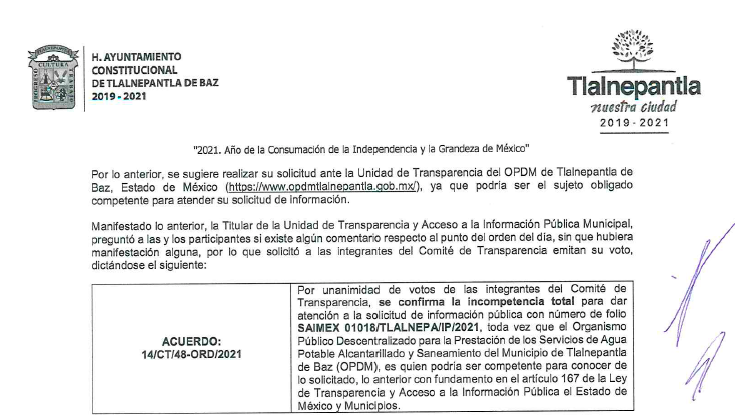 H. AYUNTAMIENTO
CONSTITUCIONAL
DE TLALNEPANTLA DE BAZ
2019 - 2021
CULTURA
PROGRESO
TRABAJO
Tlalnepantla
nuestra ciudad
2019 - 2021
"2021. Año de la Consumación de la Independencia y la Grandeza de México"
Por lo anterior, se sugiere realizar su solicitud ante la Unidad de Transparencia del OPDM de Tlalnepantla de
Baz, Estado de México (https://www.opdmtlalnepantla.gob.mx/), ya que podría ser el sujeto obligado
competente para atender su solicitud de información.
Manifestado lo anterior, la Titular de la Unidad de Transparencia y Acceso a la Información Pública Municipal,
preguntó a las y los participantes si existe algún comentario respecto al punto del orden del día, sin que hubiera
manifestación alguna, por lo que solicitó a las integrantes del Comité de Transparencia emitan su voto,
dictándose el siguiente:
ACUERDO:
14/CT/48-ORD/2021
Por unanimidad de votos de las integrantes del Comité de
Transparencia, se confirma la incompetencia total para dar
atención a la solicitud de información pública con número de folio
SAIMEX 01018/TLALNEPA/IP/2021, toda vez que el Organismo
Público Descentralizado para la Prestación de los Servicios de Agua
Potable Alcantarillado y Saneamiento del Municipio de Tlalnepantla
de Baz (OPDM), es quien podría ser competente para conocer de
lo solicitado, lo anterior con fundamento en el artículo 167 de la Ley
de Transparencia y Acceso a la Información Pública el Estado de
México y Municipios.